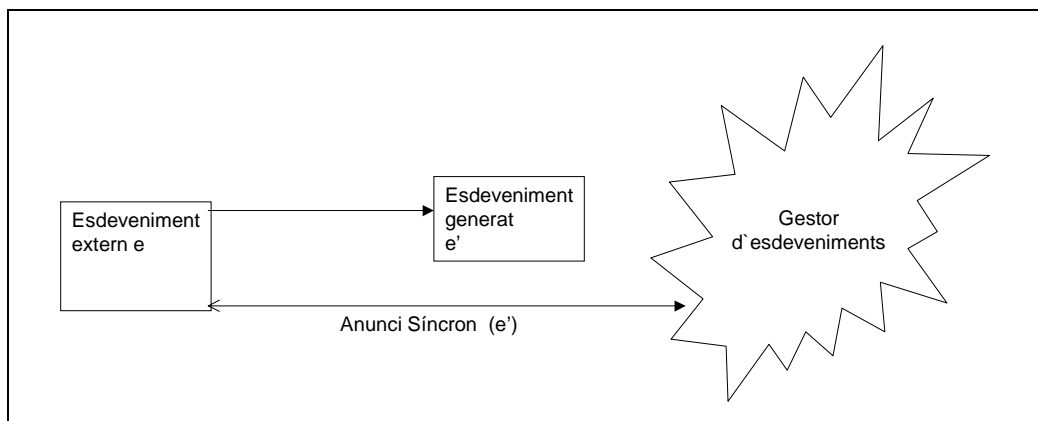 Esdeveniment
extern e
Esdeveniment
generat
e’
Gestor
d`esdeveniments
Anunci Síncron  (e’)